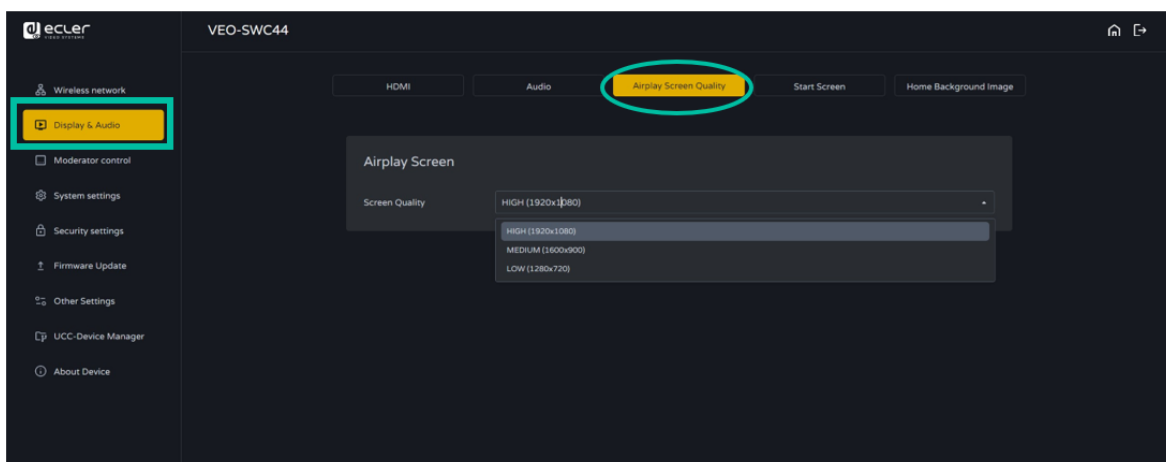 ecler
VIDEO SYSTEMS
VEO-SWC44
Wireless network
Display & Audio
Moderator control
System settings
Security settings
Firmware Update
Other Settings
UCC-Device Manager
About Device
HDMI
Audio
Airplay Screen Quality
Start Screen
Home Background Image
Airplay Screen
Screen Quality
HIGH (1920x1080)
HIGH (1920x1080)
MEDIUM (1600x900)
LOW (1280x720)